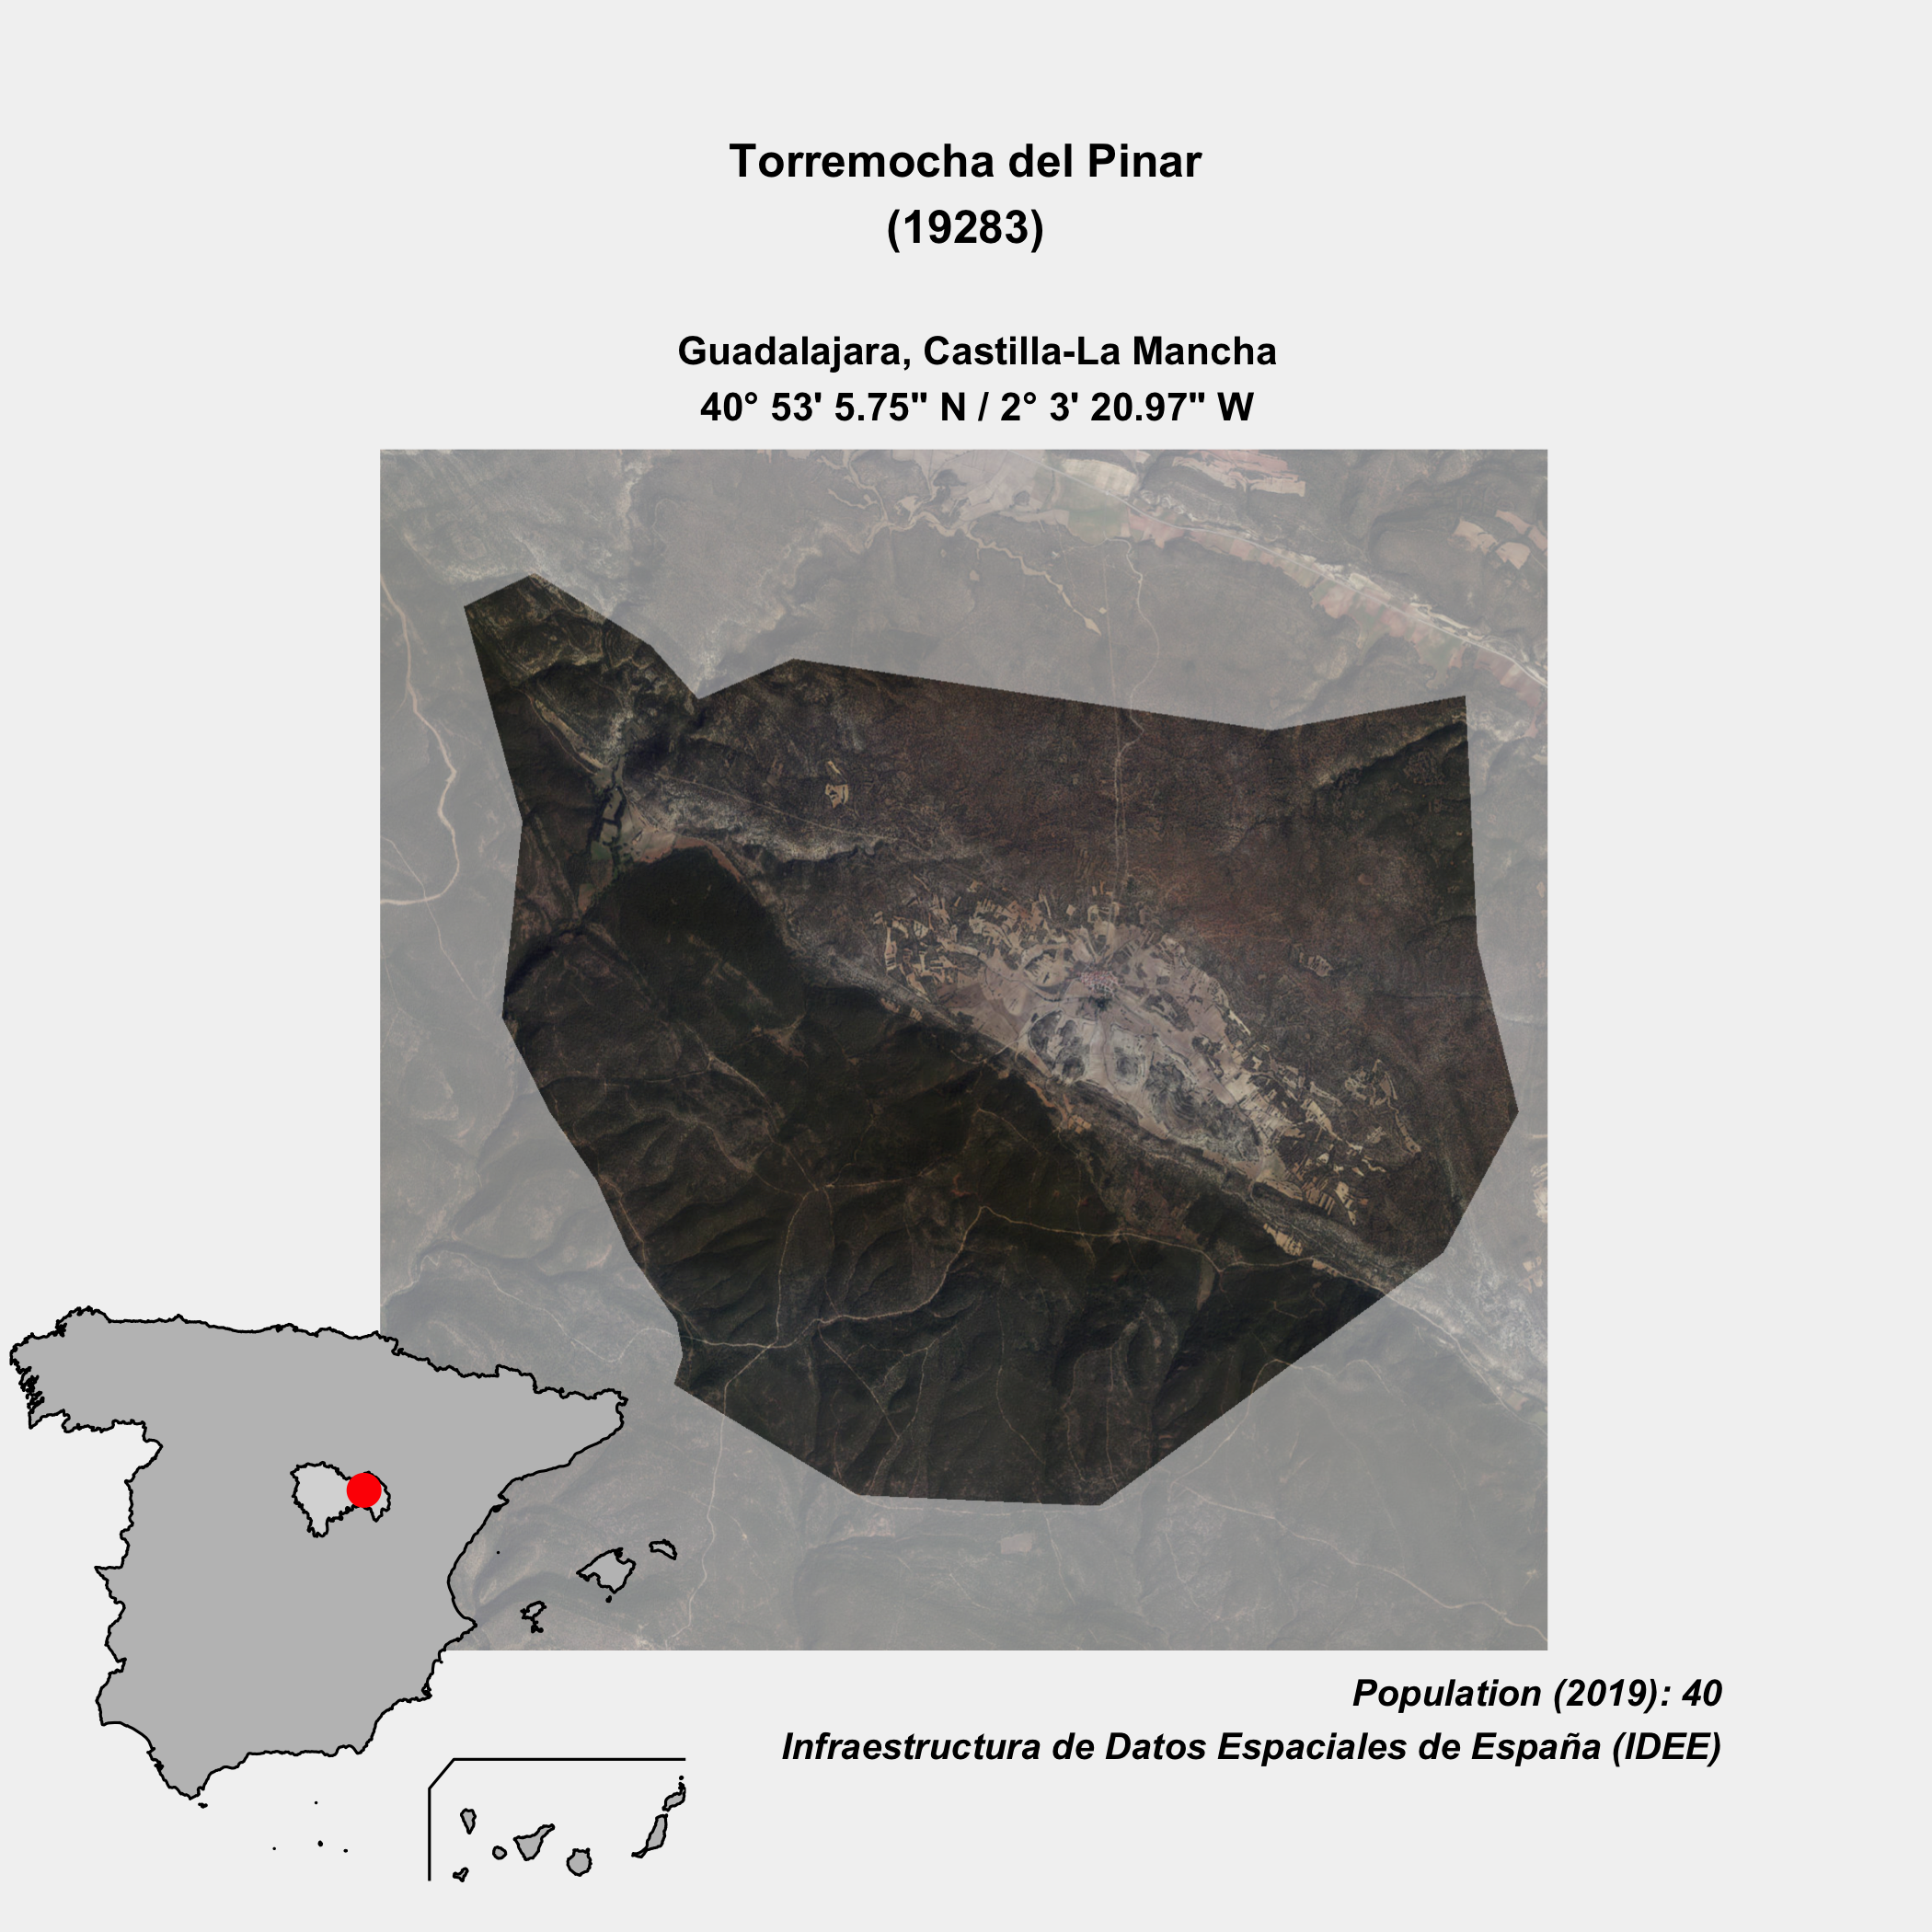 Torremocha del Pinar
(19283)
Guadalajara, Castilla-La Mancha
40° 53' 5.75" N / 2° 3' 20.97" W
Population (2019): 40
Infraestructura de Datos Espaciales de España (IDEE)